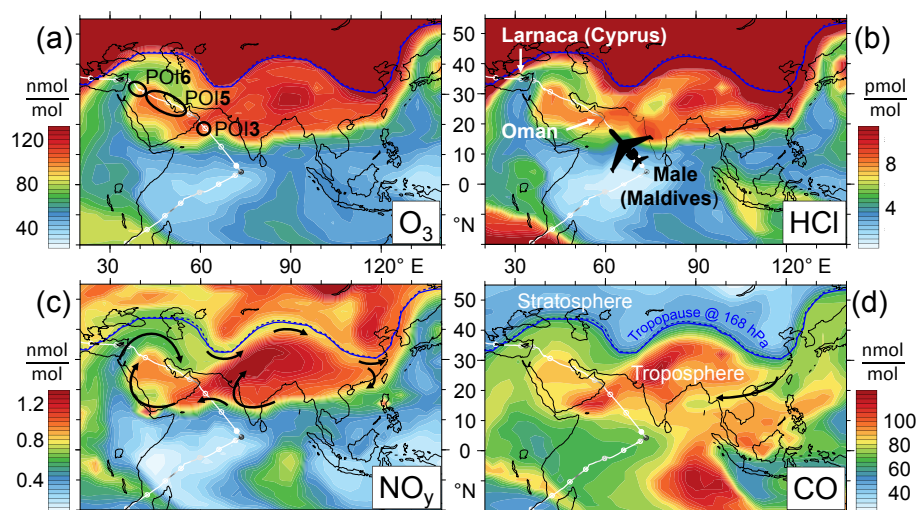 (a)
(b)
nmol
mol
120
80
40
POI6
POI5
POI3
O₃
Larnaca (Cyprus)
Oman
Male
(Maldives)
HCl
50
40
30
20
10
0
°N
pmol
mol
8
4
30
60
90
120° E
30
60
90
120° E
(c)
(d)
nmol
mol
1.2
0.8
0.4
NOy
Stratosphere
Tropopause @ 168 hPa
Troposphere
CO
50
40
30
20
10
0
°N
nmol
mol
100
80
60
40